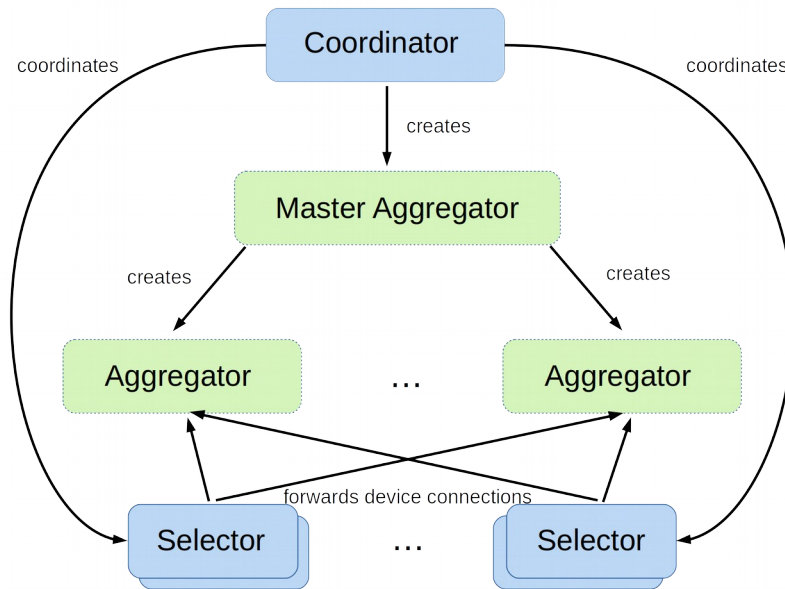 Coordinator
coordinates
coordinates
creates
Master Aggregator
creates
creates
Aggregator
...
Aggregator
forwards device connections
Selector
...
Selector